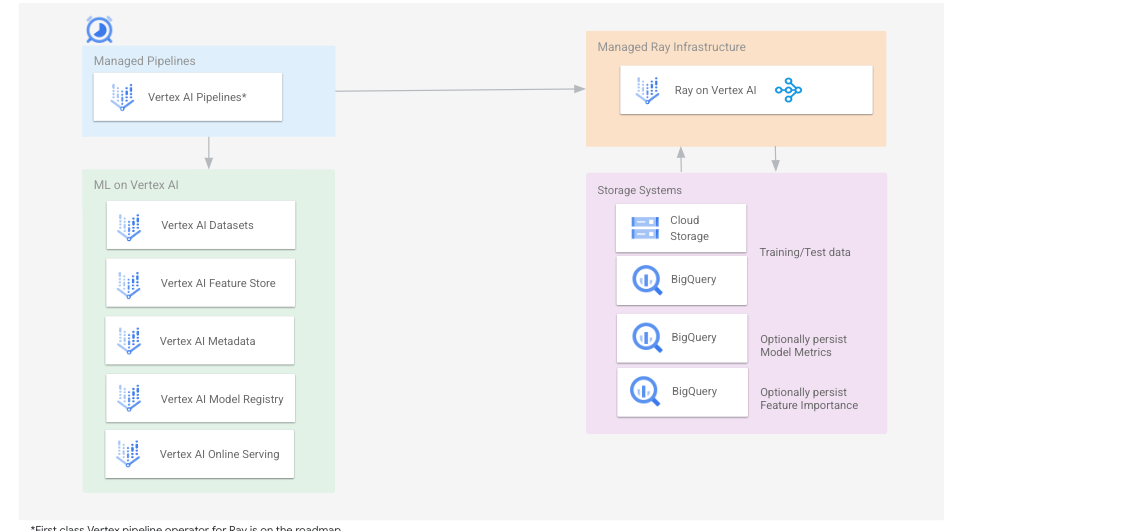 Managed Pipelines
Vertex AI Pipelines*
ML on Vertex AI
Vertex AI Datasets
Vertex AI Feature Store
Vertex AI Metadata
Vertex AI Model Registry
Vertex AI Online Serving
Managed Ray Infrastructure
Ray on Vertex AI
Storage Systems
Cloud
Storage
BigQuery
Training/Test data
BigQuery
Optionally persist
Model Metrics
BigQuery
Optionally persist
Feature Importance
*First class Vertex pipeline operator for Ray is on the roadmap